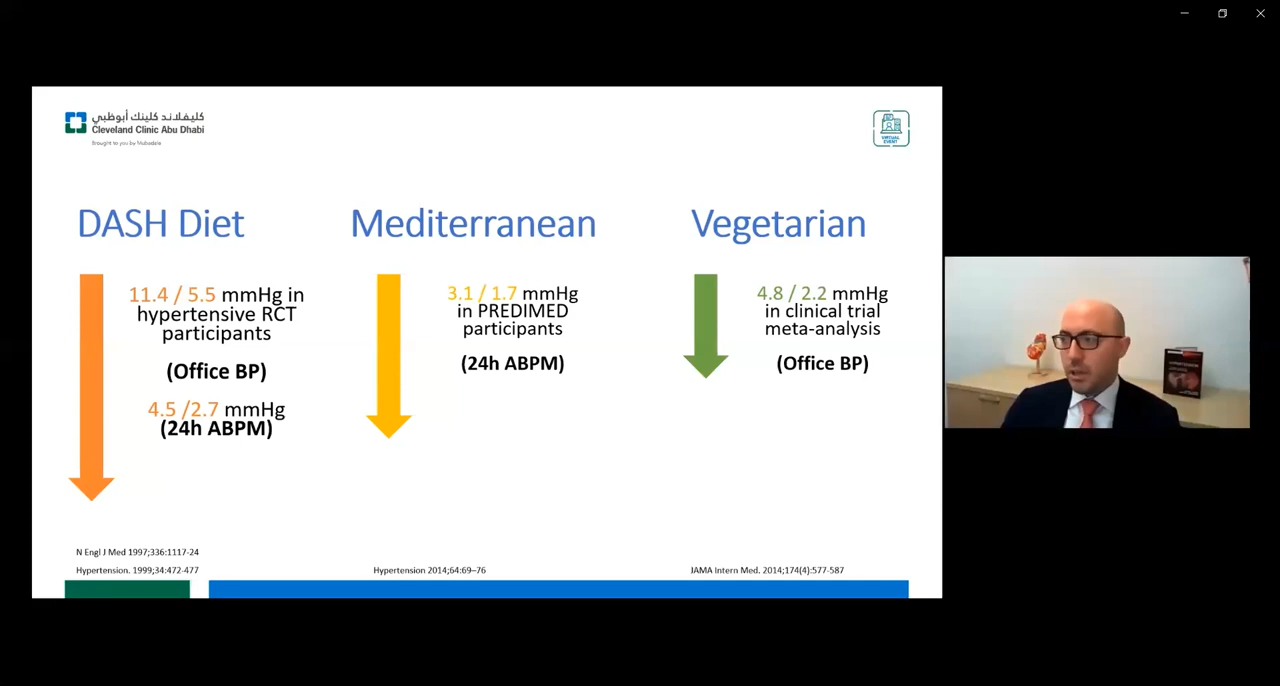 كليفلاند كلينك أبوظبي
Cleveland Clinic Abu Dhabi
Brought to you by Mubadala
VIRTUAL
EVENT
DASH Diet
11.4 / 5.5 mmHg in
hypertensive RCT
participants
(Office BP)
4.5 /2.7 mmHg
(24h ABPM)
Mediterranean
3.1 / 1.7 mmHg
in PREDIMED
participants
(24h ABPM)
Vegetarian
4.8 / 2.2 mmHg
in clinical trial
meta-analysis
(Office BP)
N Engl J Med 1997;336:1117-24
Hypertension. 1999;34:472-477
Hypertension 2014;64:69–76
JAMA Intern Med. 2014;174(4):577-587